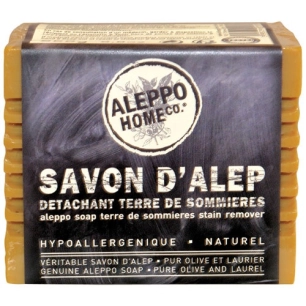 ALEPPO
HOME CO.®
SAVON D'ALEP
DETACHANT TERRE DE SOMMIERES
aleppo soap terre de sommieres stain remover
HYPOALLERGENIQUE • NATUREL
VÉRITABLE SAVON D'ALEP • PUR OLIVE ET LAURIER
GENUINE ALEPPO SOAP • PURE OLIVE AND LAUREL